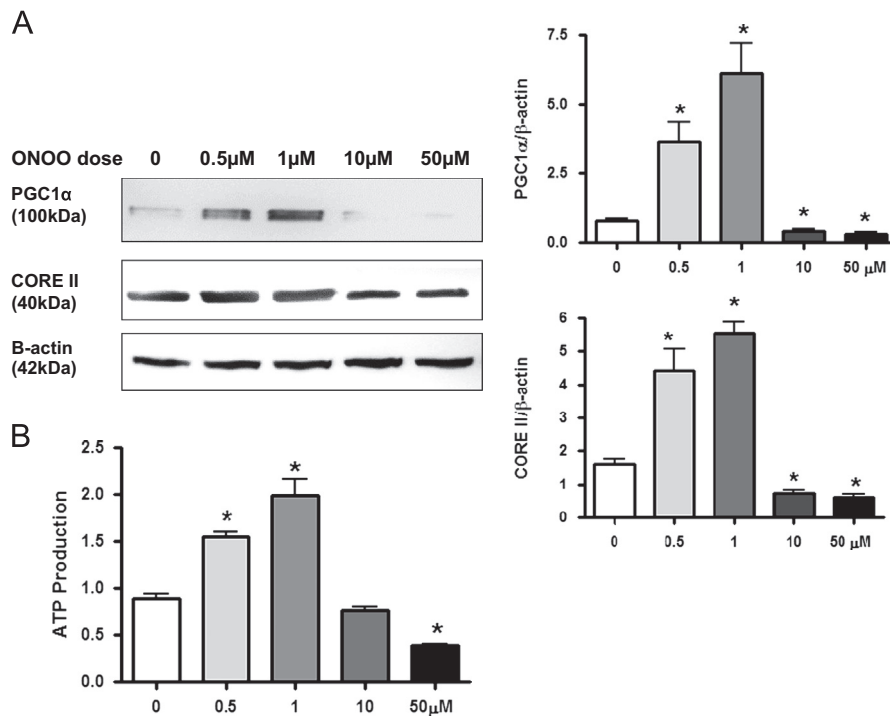 A
ONOO dose 0 0.5µM 1µM 10µM 50µM
PGC1α
(100kDa)
CORE II
(40kDa)
B-actin
(42kDa)
PGC1α/β-actin
7.5
5.0
2.5
0.0
* * * *
0 0.5 1 10 50 µM
CORE II/β-actin
6
5
4
3
2
1
0
* * * *
0 0.5 1 10 50 µM
B
ATP Production
2.5
2.0
1.5
1.0
0.5
0.0
* * *
0 0.5 1 10 50µM